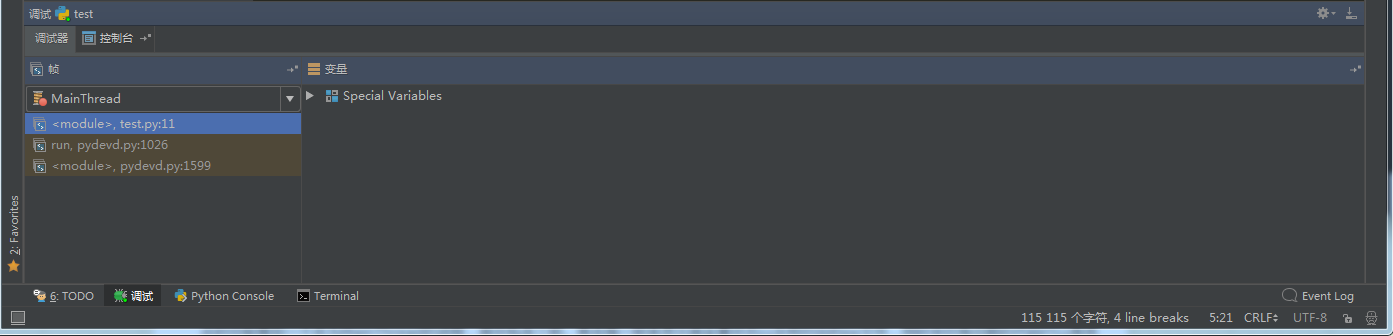 调试 test
调试器 控制台
帧 变量
MainThread Special Variables
<module>, test.py:11
run, pydevd.py:1026
<module>, pydevd.py:1599
2: Favorites
6: TODO 调试 Python Console Terminal Event Log
115 115 个字符, 4 line breaks 5:21 CRLF UTF-8